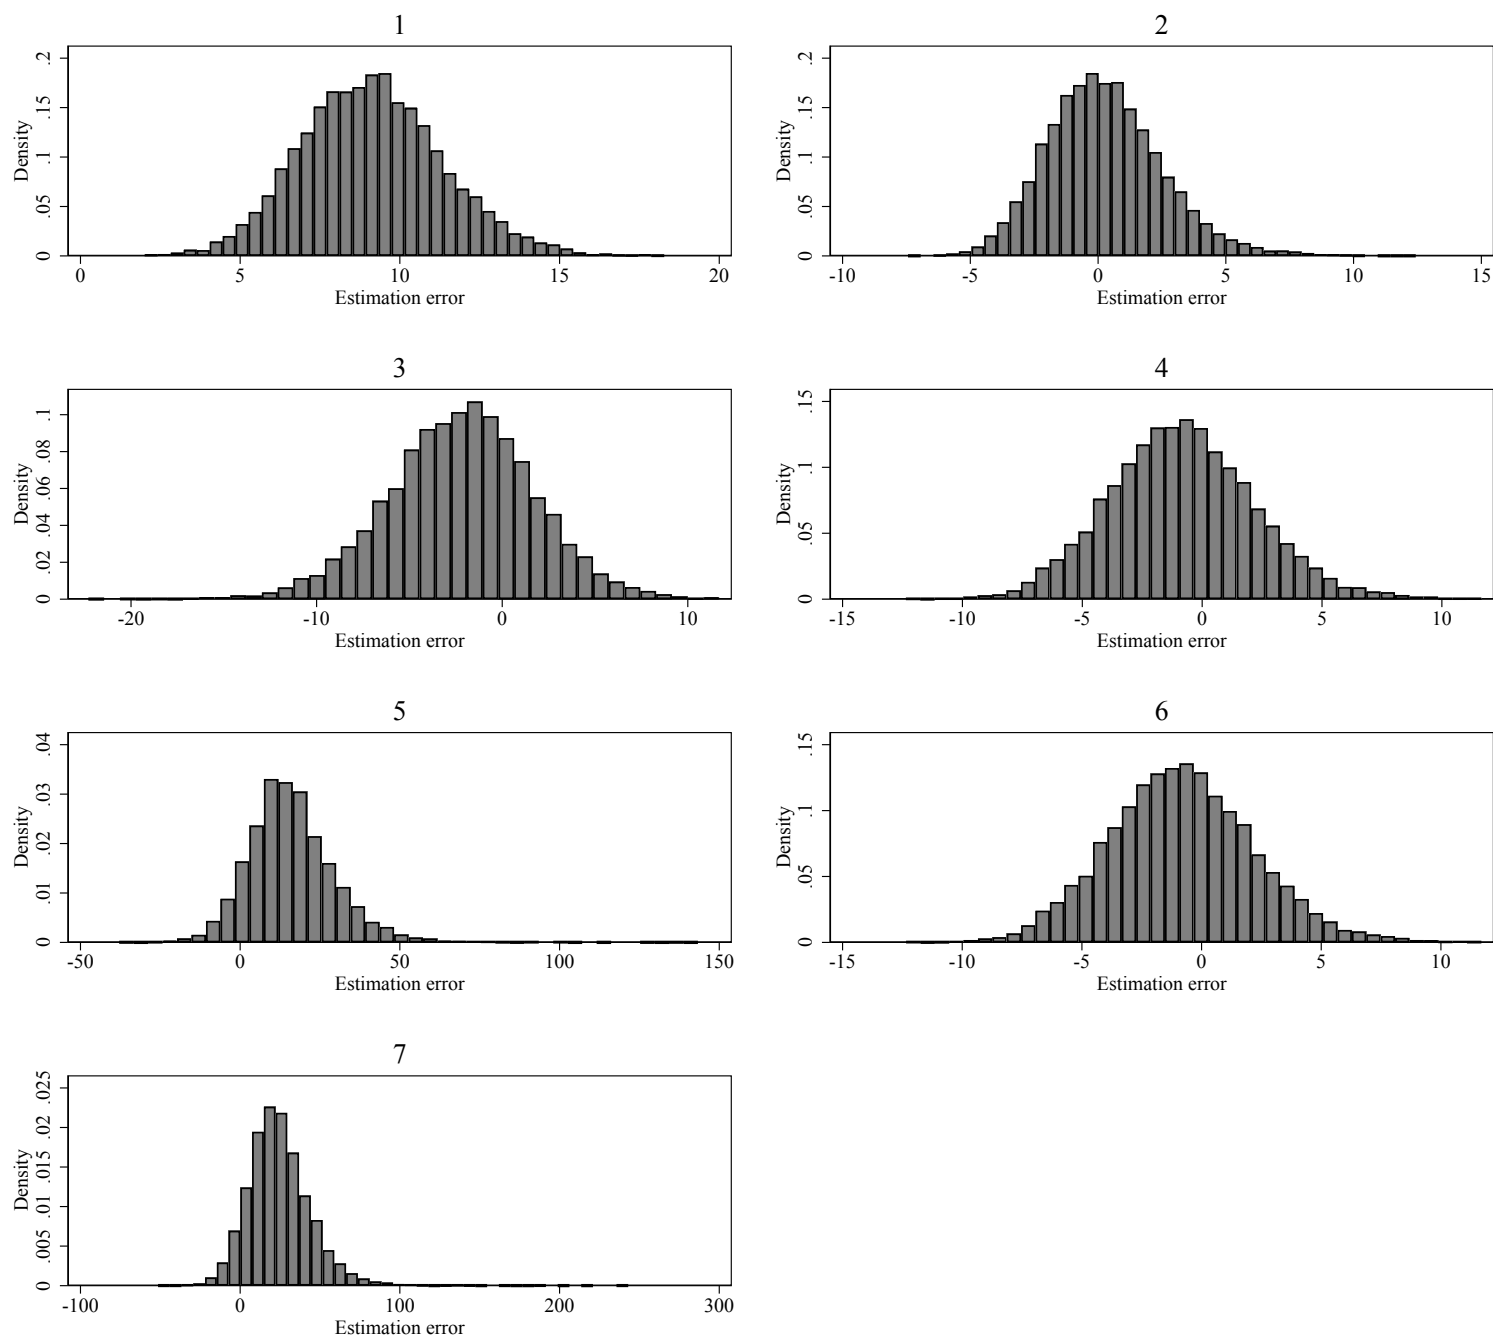 1
Density
0 .05 .1 .15 .2
0 5 10 15 20
Estimation error
2
Density
0 .05 .1 .15 .2
-10 -5 0 5 10 15
Estimation error
3
Density
0 .02 .04 .06 .08 .1
-20 -10 0 10
Estimation error
4
Density
0 .05 .1 .15
-15 -10 -5 0 5 10
Estimation error
5
Density
0 .01 .02 .03 .04
-50 0 50 100 150
Estimation error
6
Density
0 .05 .1 .15
-15 -10 -5 0 5 10
Estimation error
7
Density
0 .005 .01 .015 .02 .025
-100 0 100 200 300
Estimation error